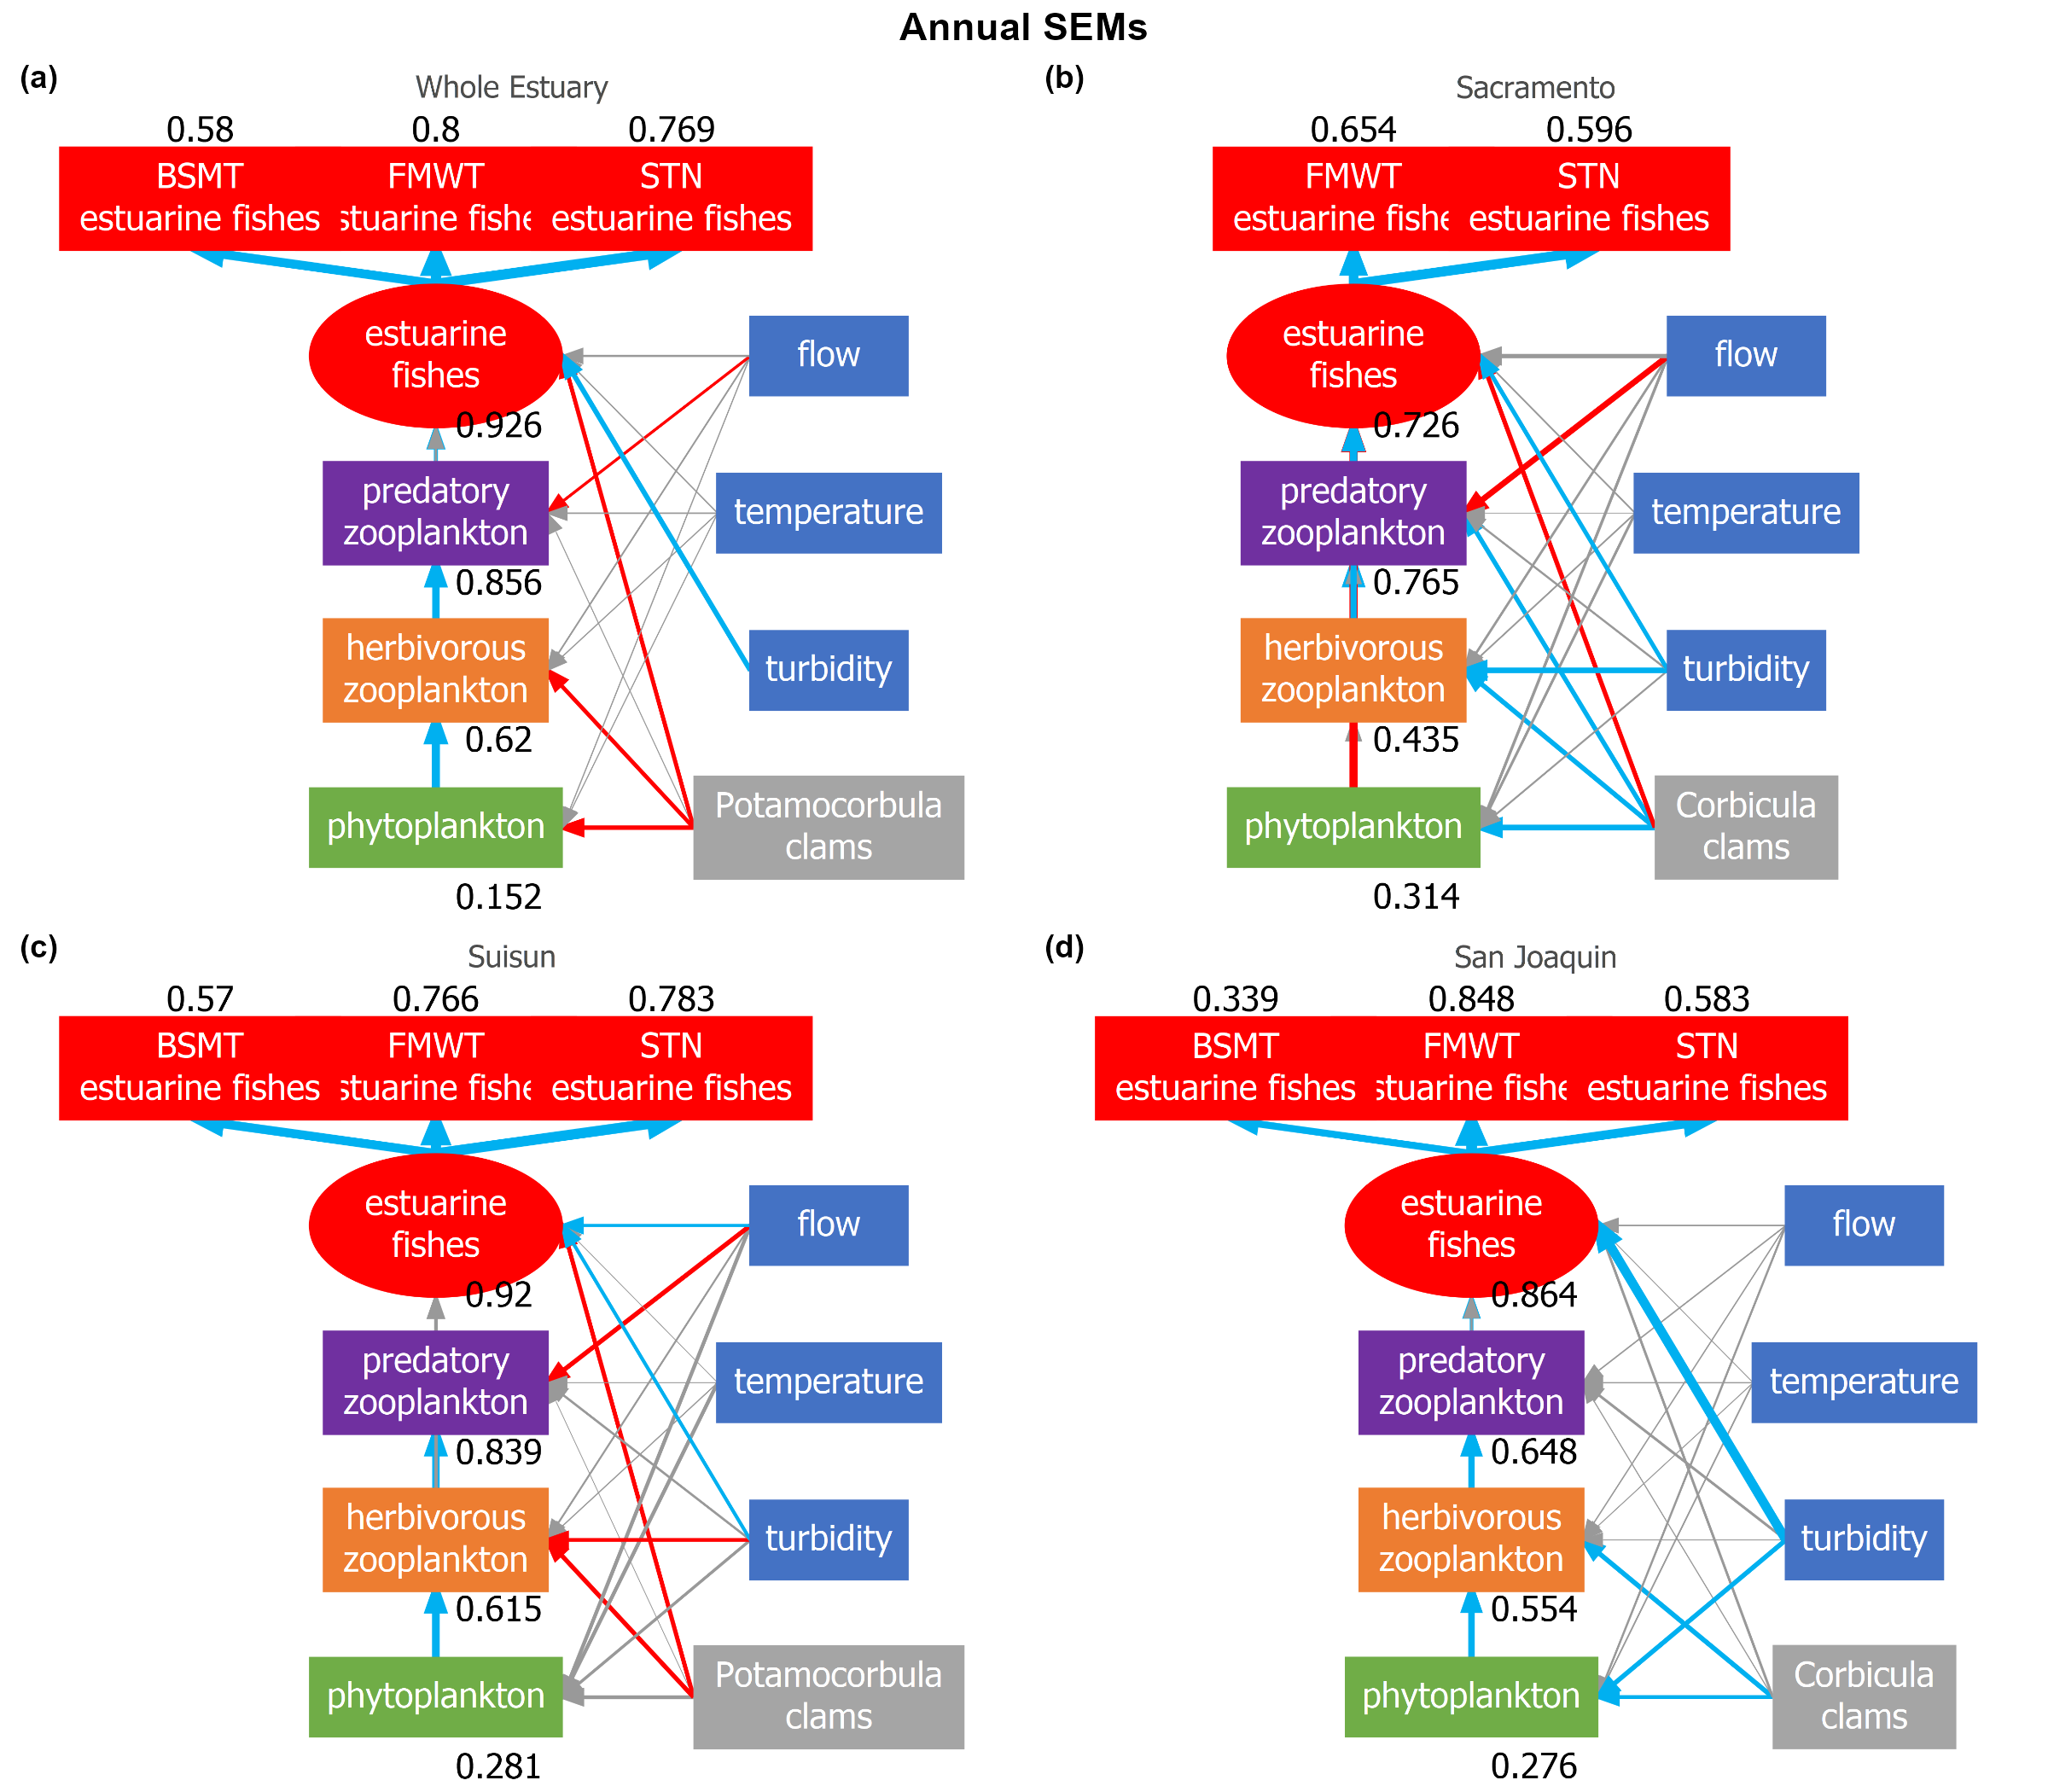 Annual SEMs
(a)
Whole Estuary
0.58
0.8
0.769
BSMT
estuarine fishes
FMWT
stuarine fishe
STN
estuarine fishes
estuarine
fishes
0.926
flow
predatory
zooplankton
0.856
temperature
herbivorous
zooplankton
0.62
turbidity
phytoplankton
0.152
Potamocorbula
clams
(b)
Sacramento
0.654
0.596
FMWT
estuarine fishe
STN
estuarine fishes
estuarine
fishes
0.726
flow
predatory
zooplankton
0.765
temperature
herbivorous
zooplankton
0.435
turbidity
phytoplankton
0.314
Corbicula
clams
(c)
Suisun
0.57
0.766
0.783
BSMT
estuarine fishes
FMWT
stuarine fishe
STN
estuarine fishes
estuarine
fishes
0.92
flow
predatory
zooplankton
0.839
temperature
herbivorous
zooplankton
0.615
turbidity
phytoplankton
0.281
Potamocorbula
clams
(d)
San Joaquin
0.339
0.848
0.583
BSMT
estuarine fishes
FMWT
stuarine fishe
STN
estuarine fishes
estuarine
fishes
0.864
flow
predatory
zooplankton
0.648
temperature
herbivorous
zooplankton
0.554
turbidity
phytoplankton
0.276
Corbicula
clams